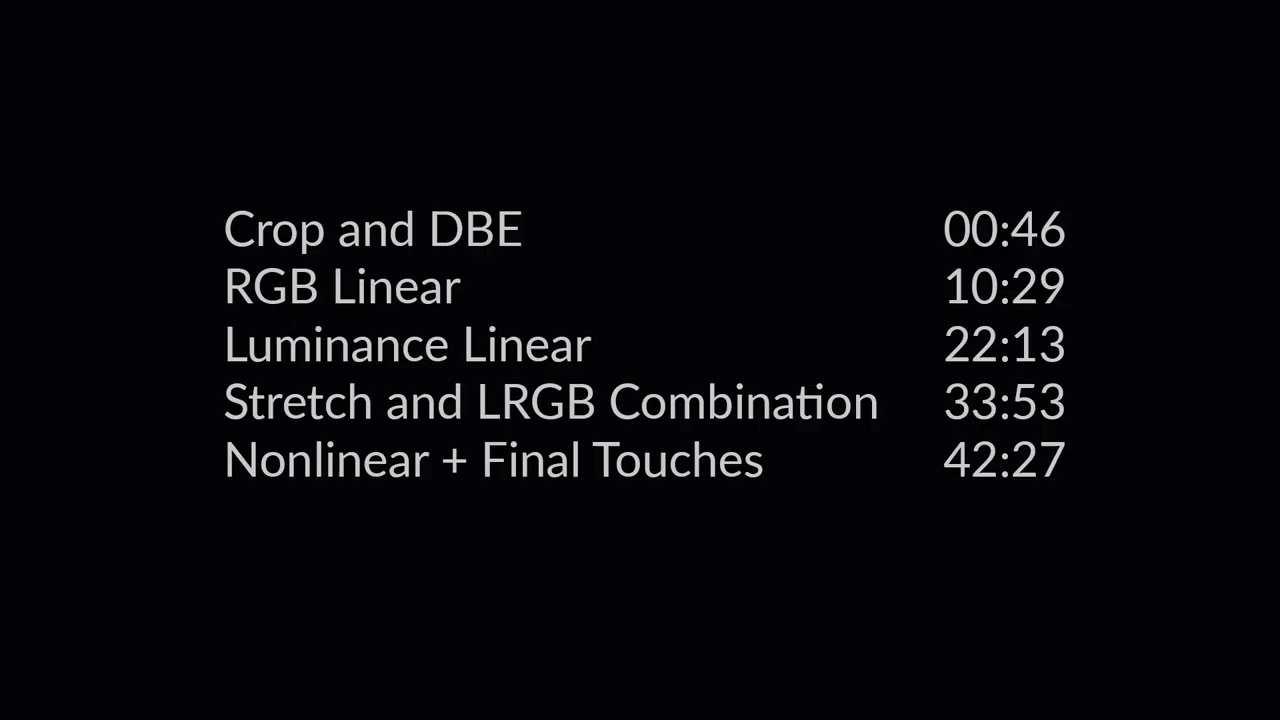 Crop and DBE 00:46
RGB Linear 10:29
Luminance Linear 22:13
Stretch and LRGB Combination 33:53
Nonlinear + Final Touches 42:27